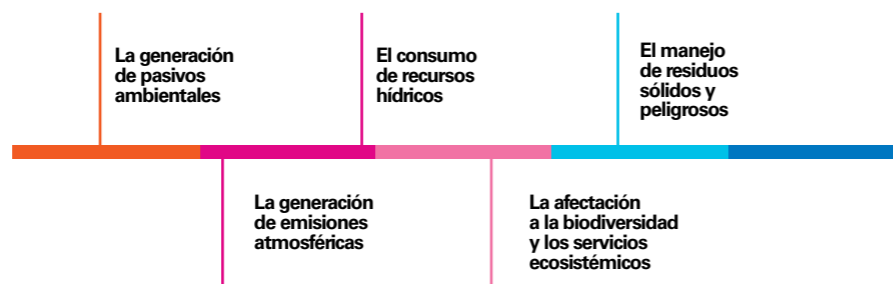 La generación
de pasivos
ambientales
El consumo
de recursos
hídricos
El manejo
de residuos
sólidos y
peligrosos
La generación
de emisiones
atmosféricas
La afectación
a la biodiversidad
y los servicios
ecosistémicos